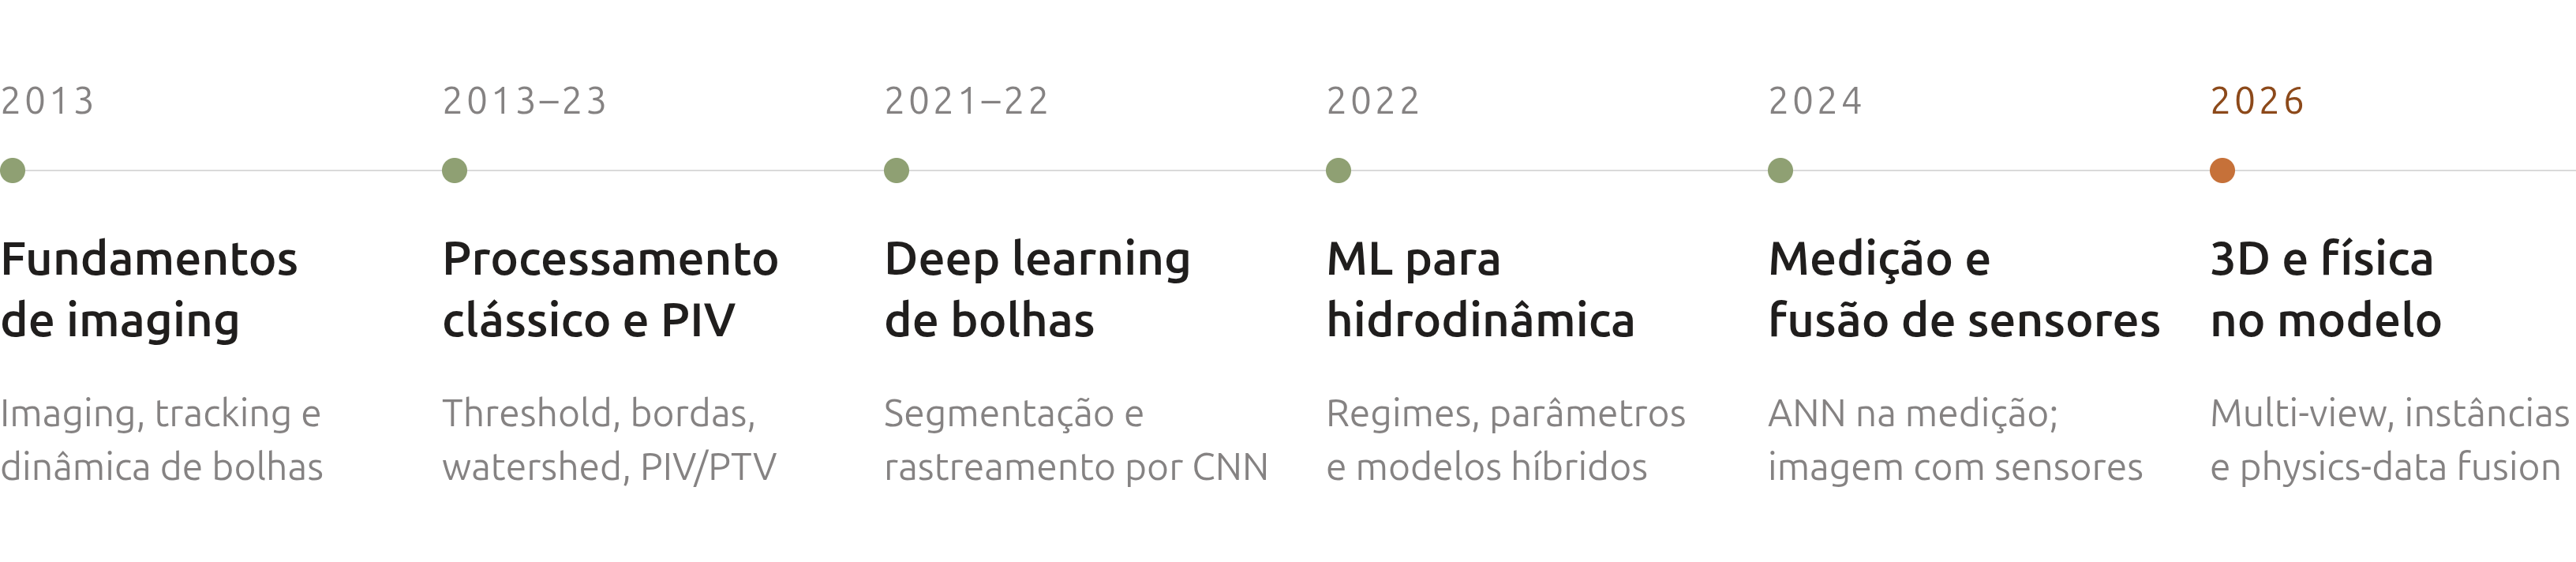 2013
Fundamentos
de imaging
Imaging, tracking e
dinâmica de bolhas
2013–23
Processamento
clássico e PIV
Threshold, bordas,
watershed, PIV/PTV
2021–22
Deep learning
de bolhas
Segmentação e
rastreamento por CNN
2022
ML para
hidrodinâmica
Regimes, parâmetros
e modelos híbridos
2024
Medição e
fusão de sensores
ANN na medição;
imagem com sensores
2026
3D e física
no modelo
Multi-view, instâncias
e physics-data fusion